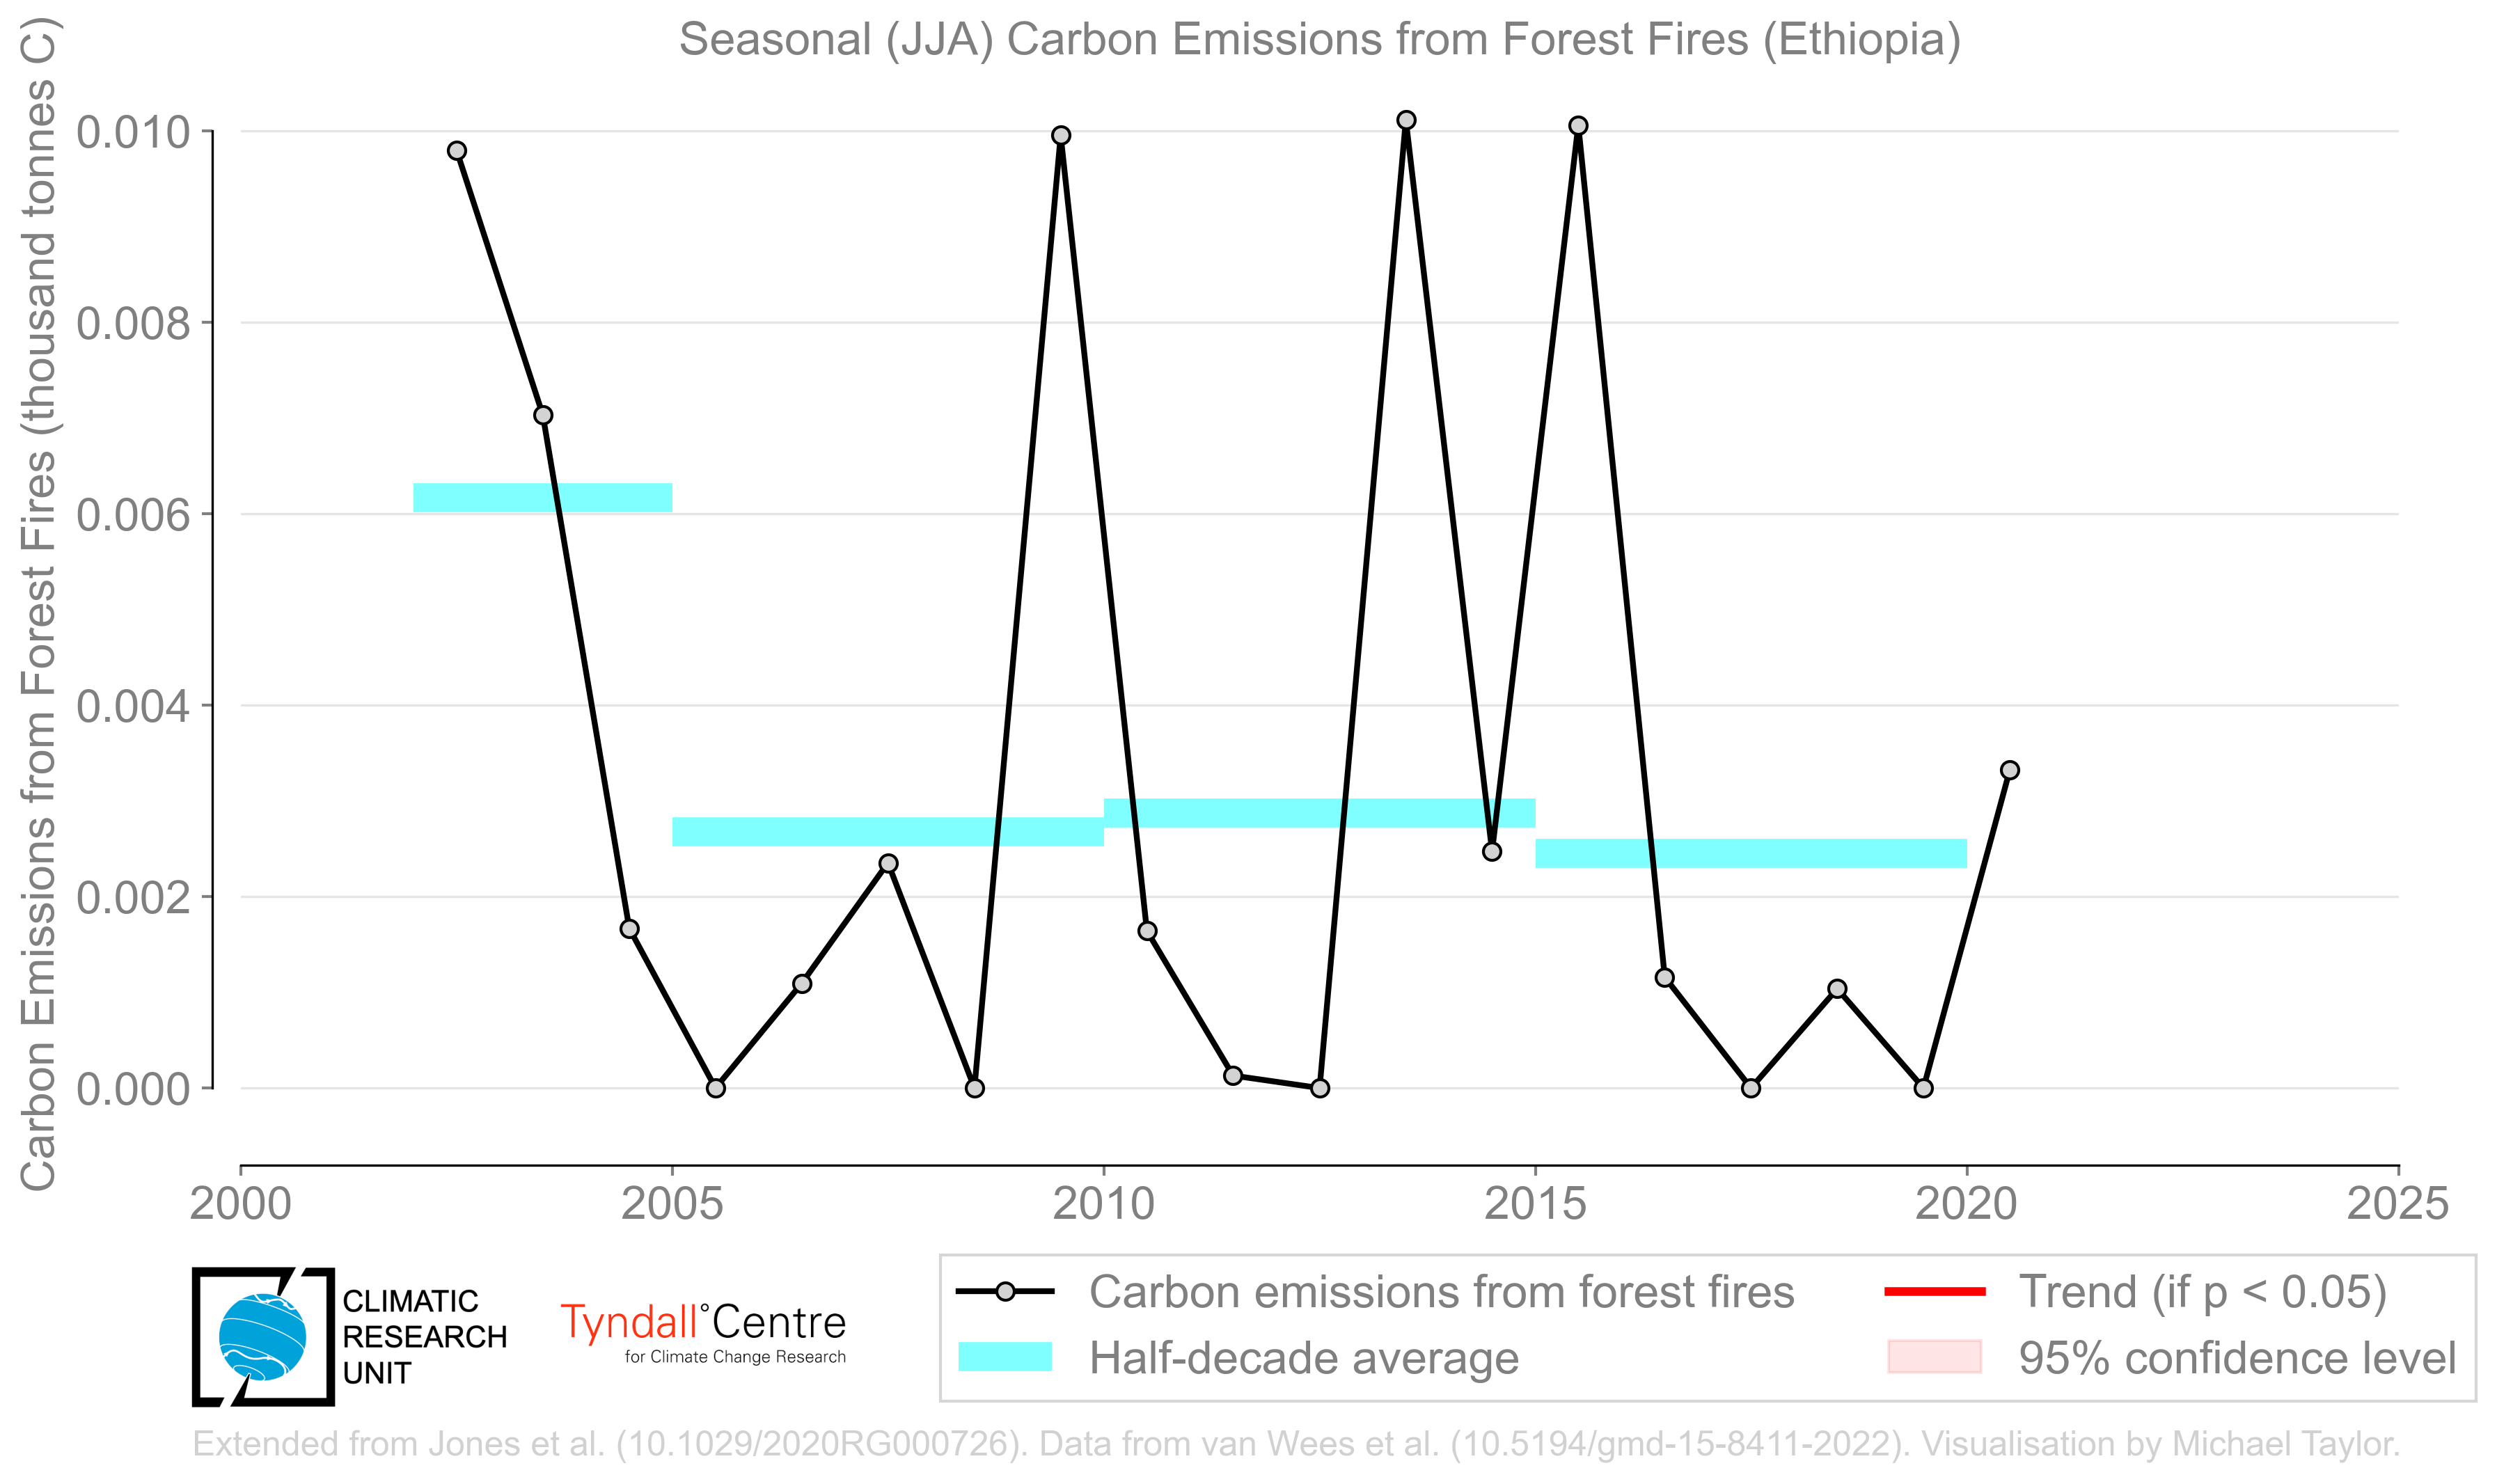 Seasonal (JJA) Carbon Emissions from Forest Fires (Ethiopia)
Carbon Emissions from Forest Fires (thousand tonnes C)
0.010
0.008
0.006
0.004
0.002
0.000
2000 2005 2010 2015 2020 2025
CLIMATIC
RESEARCH
UNIT
Tyndall°Centre
for Climate Change Research
Carbon emissions from forest fires
Half-decade average
Trend (if p < 0.05)
95% confidence level
Extended from Jones et al. (10.1029/2020RG000726). Data from van Wees et al. (10.5194/gmd-15-8411-2022). Visualisation by Michael Taylor.